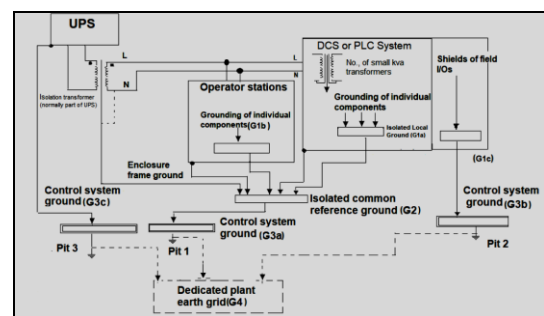 UPS
L
L
N
N
Isolation transformer
(normally part of UPS)
DCS or PLC System
No., of small kva
transformers
Shields of field
I/Os
Operator stations
Grounding of individual
components(G1b)
Grounding of individual
components
Isolated Local
Ground (G1a)
(G1c)
Enclosure
frame ground
Control system
ground(G3c)
Isolated common
reference ground (G2)
Control system
ground (G3b)
Control system
ground (G3a)
Pit 3
Pit 1
Pit 2
Dedicated plant
earth grid(G4)